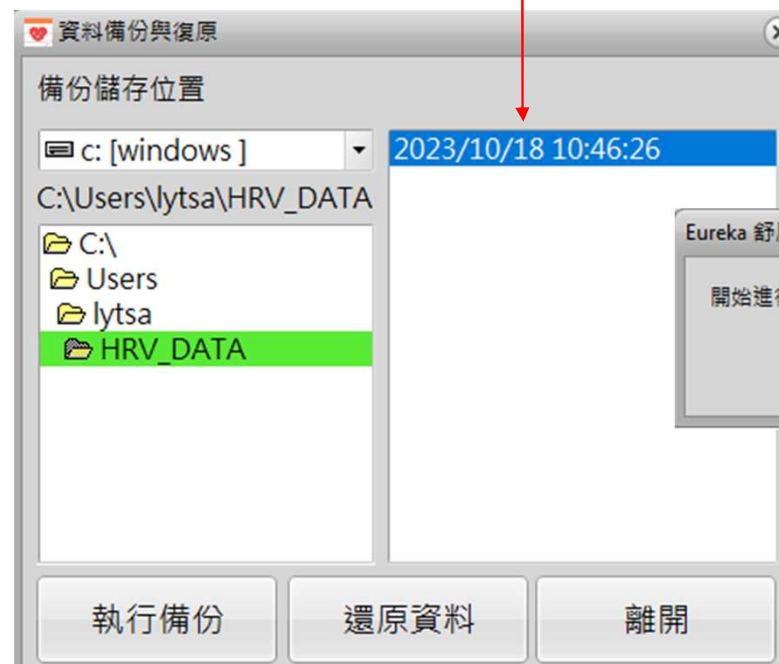 資料備份與復原
備份儲存位置
c: [windows ]
2023/10/18 10:46:26
C:\Users\lytsa\HRV_DATA
C:\
Users
lytsa
HRV_DATA
Eureka 舒
開始進
執行備份
還原資料
離開